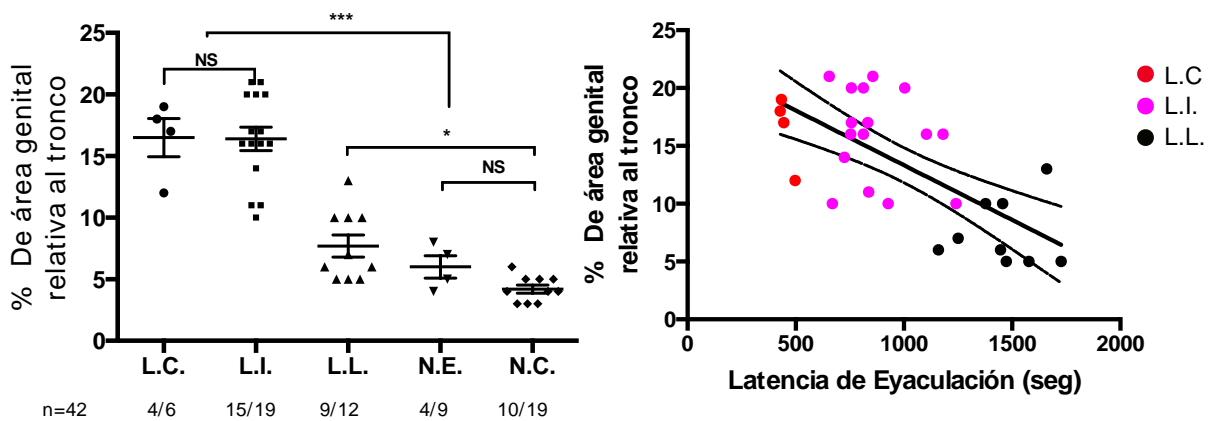 % De área genital
relativa al tronco
25
20
15
10
5
0
***
NS
*
NS
L.C.
L.I.
L.L.
N.E.
N.C.
n=42
4/6
15/19
9/12
4/9
10/19
% De área genital
relativa al tronco
25
20
15
10
5
0
0
500
1000
1500
2000
Latencia de Eyaculación (seg)
L.C
L.I.
L.L.